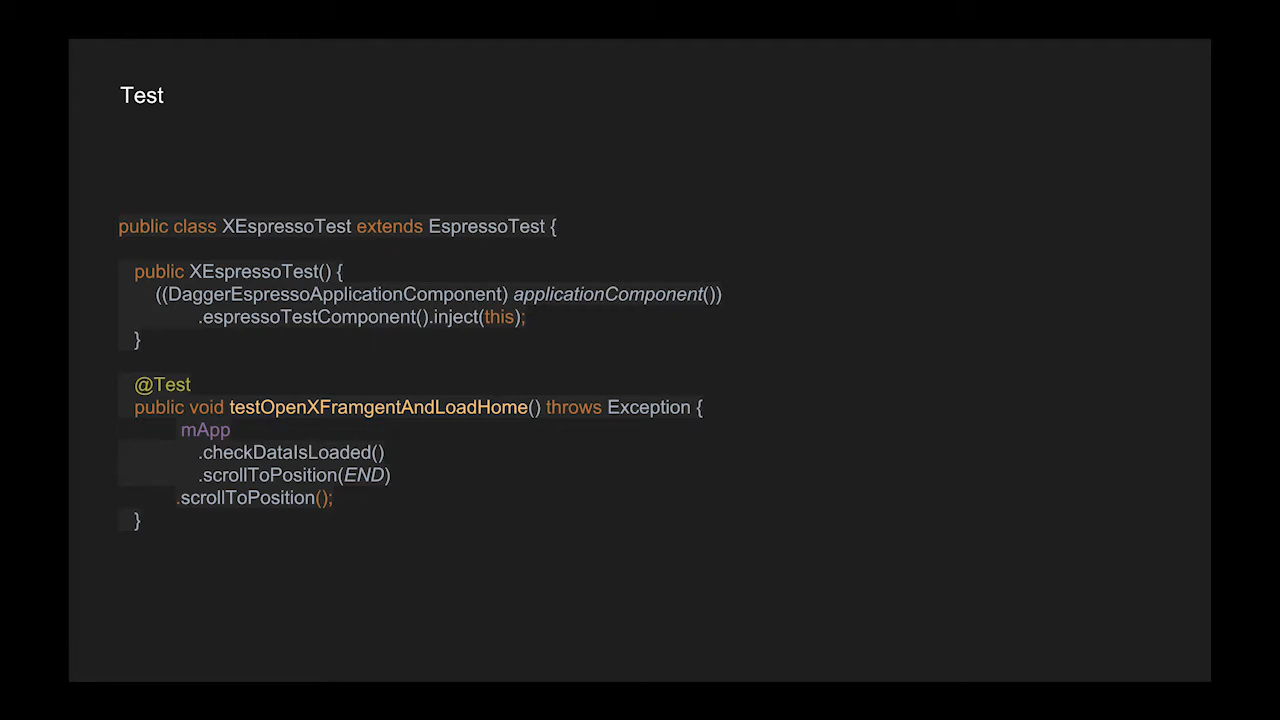 Test
public class XEspressoTest extends EspressoTest {
public XEspressoTest() {
((DaggerEspressoApplicationComponent) applicationComponent())
.espressoTestComponent().inject(this);
}
@Test
public void testOpenXFramgentAndLoadHome() throws Exception {
mApp
.checkDataIsLoaded()
.scrollToPosition(END)
.scrollToPosition();
}